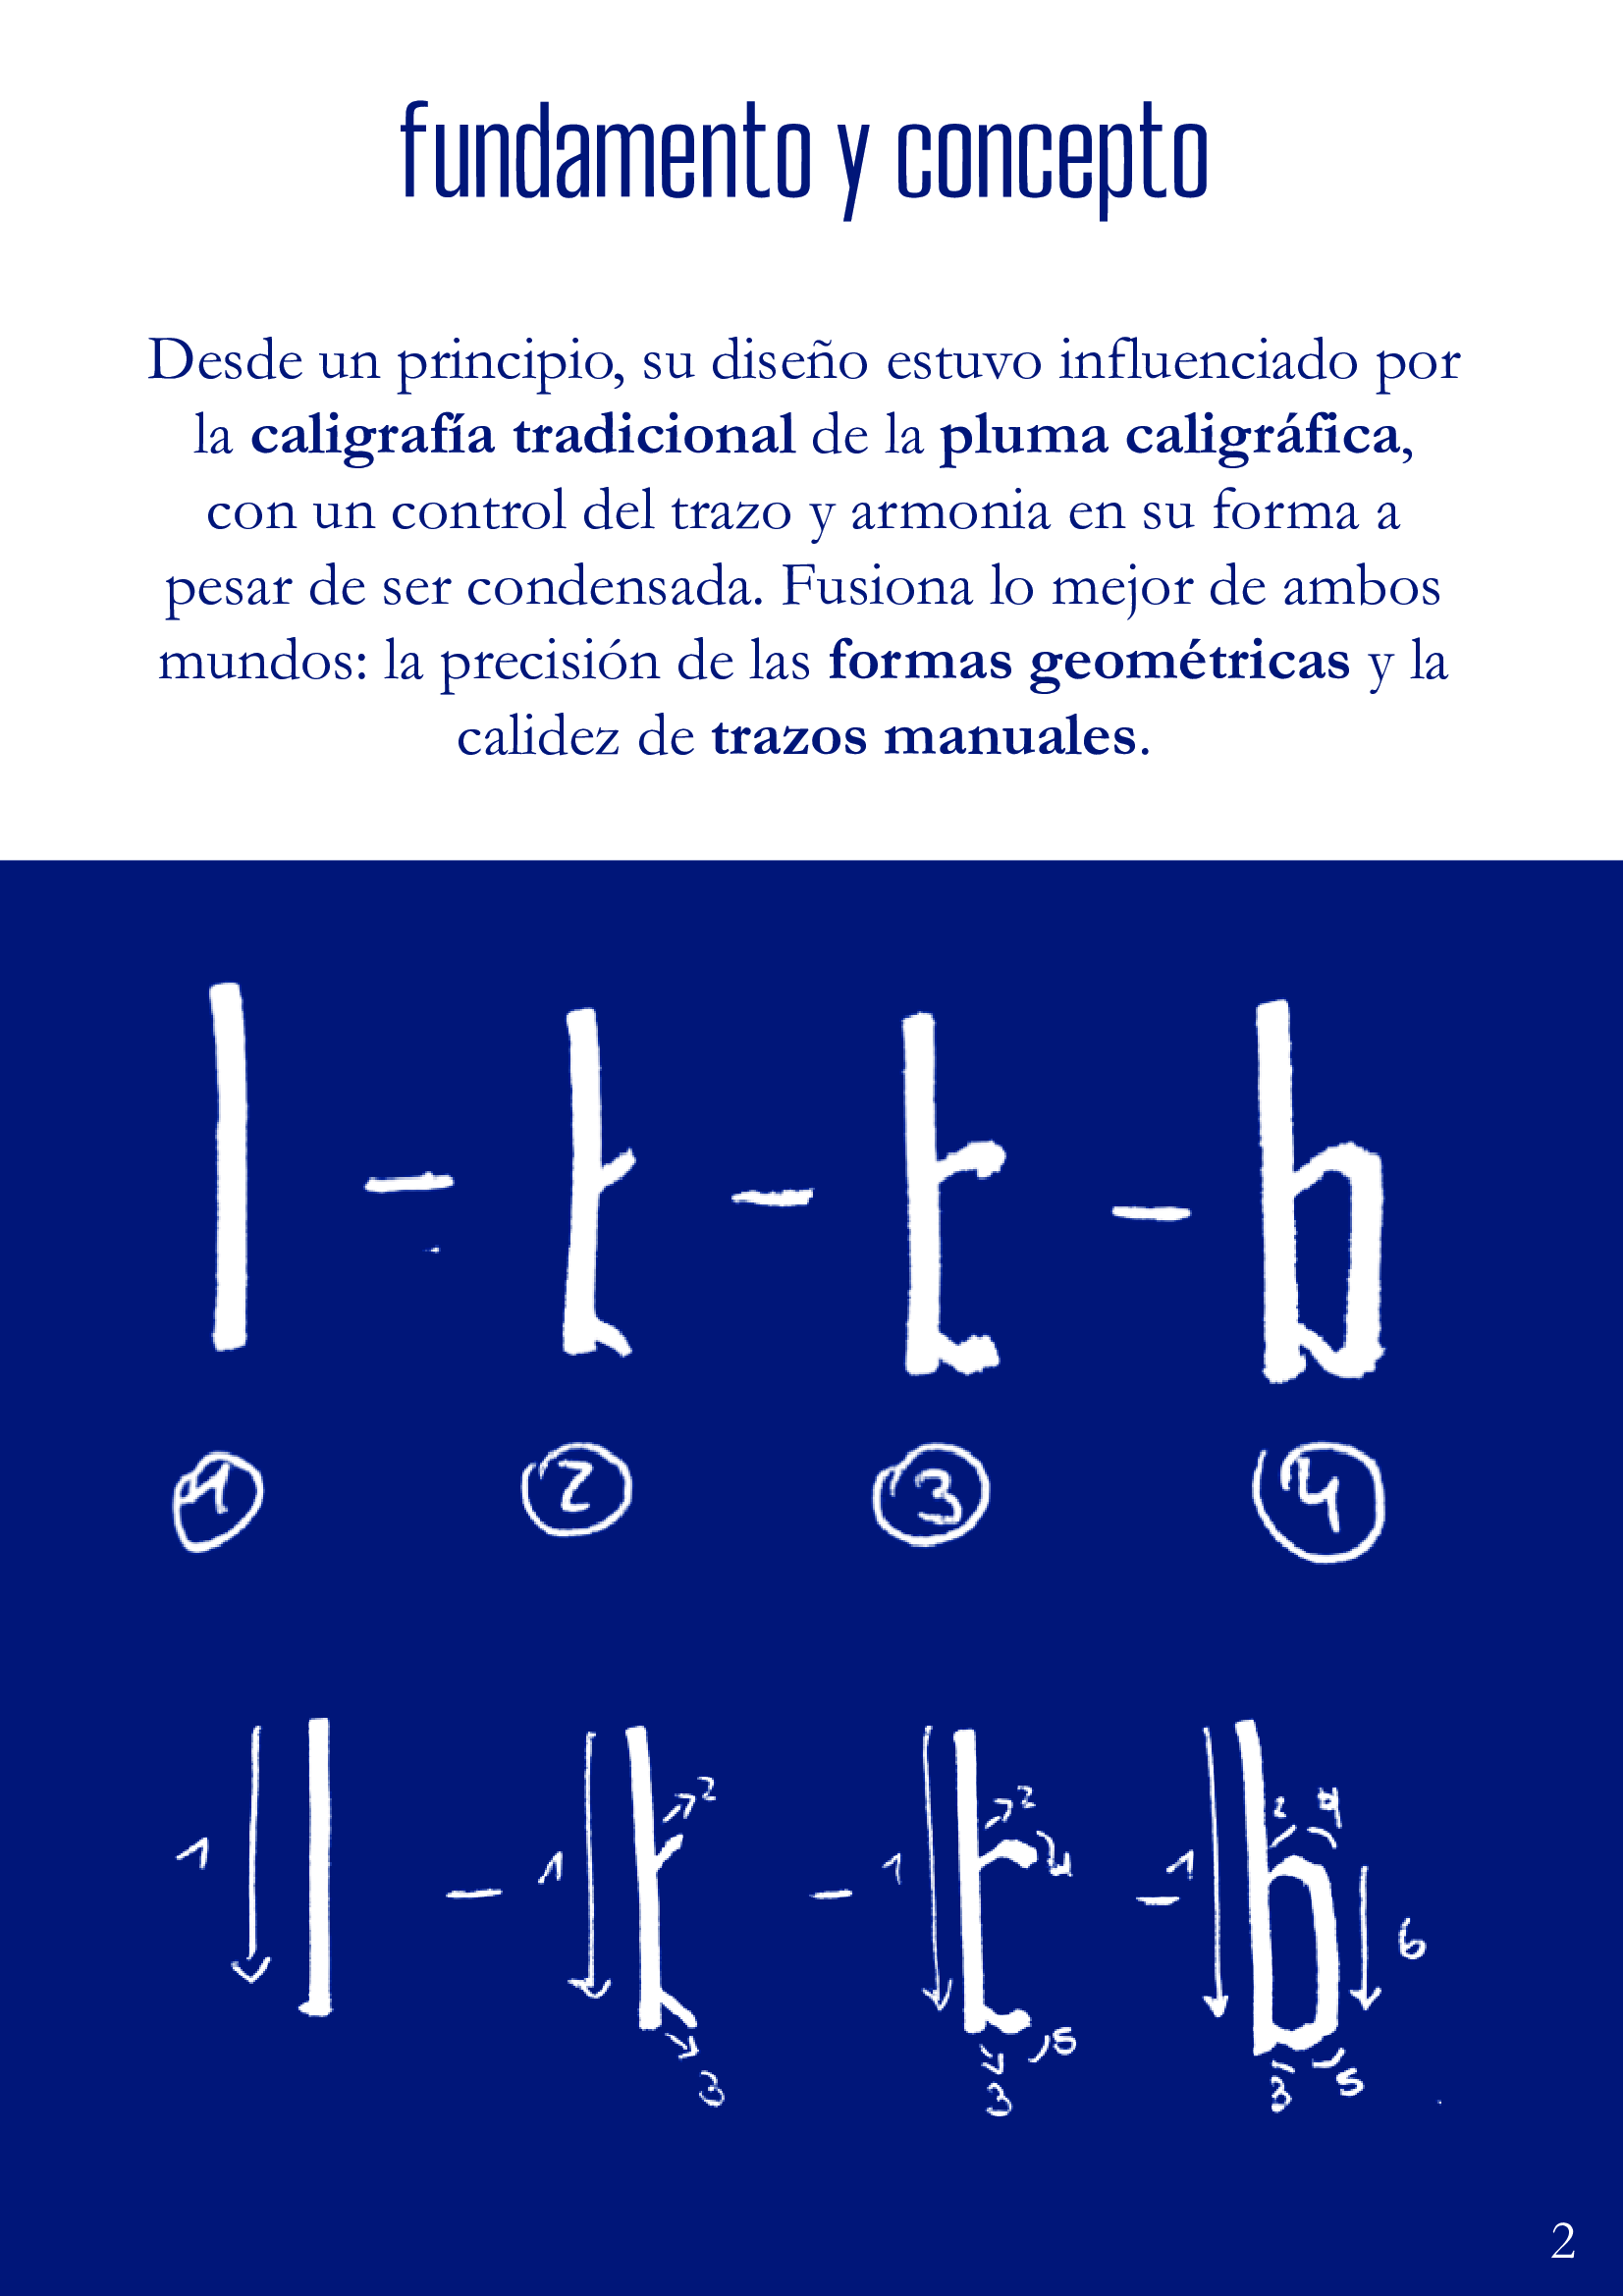 fundamento y concepto
Desde un principio, su diseño estuvo influenciado por
la caligrafía tradicional de la pluma caligráfica,
con un control del trazo y armonia en su forma a
pesar de ser condensada. Fusiona lo mejor de ambos
mundos: la precisión de las formas geométricas y la
calidez de trazos manuales.
l - - - b
1 2 3 4
1 l - 1 2 3 - 1 2 4 3 5 - 1 b 2 4 6 3 5
2